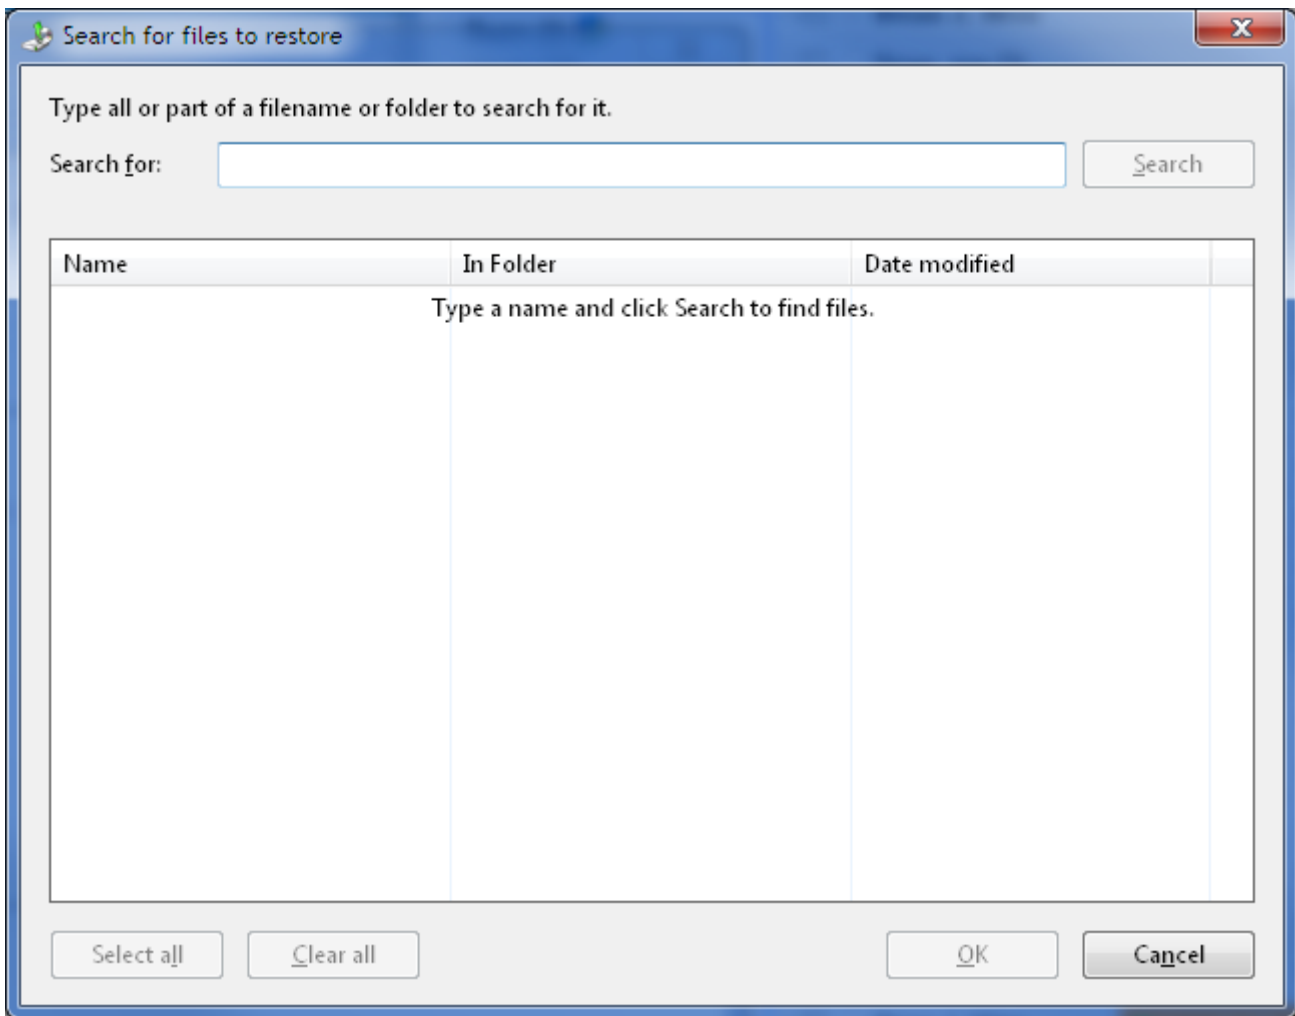 Search for files to restore
Type all or part of a filename or folder to search for it.
Search for:
Search
Name In Folder Date modified
Type a name and click Search to find files.
Select all Clear all OK Cancel